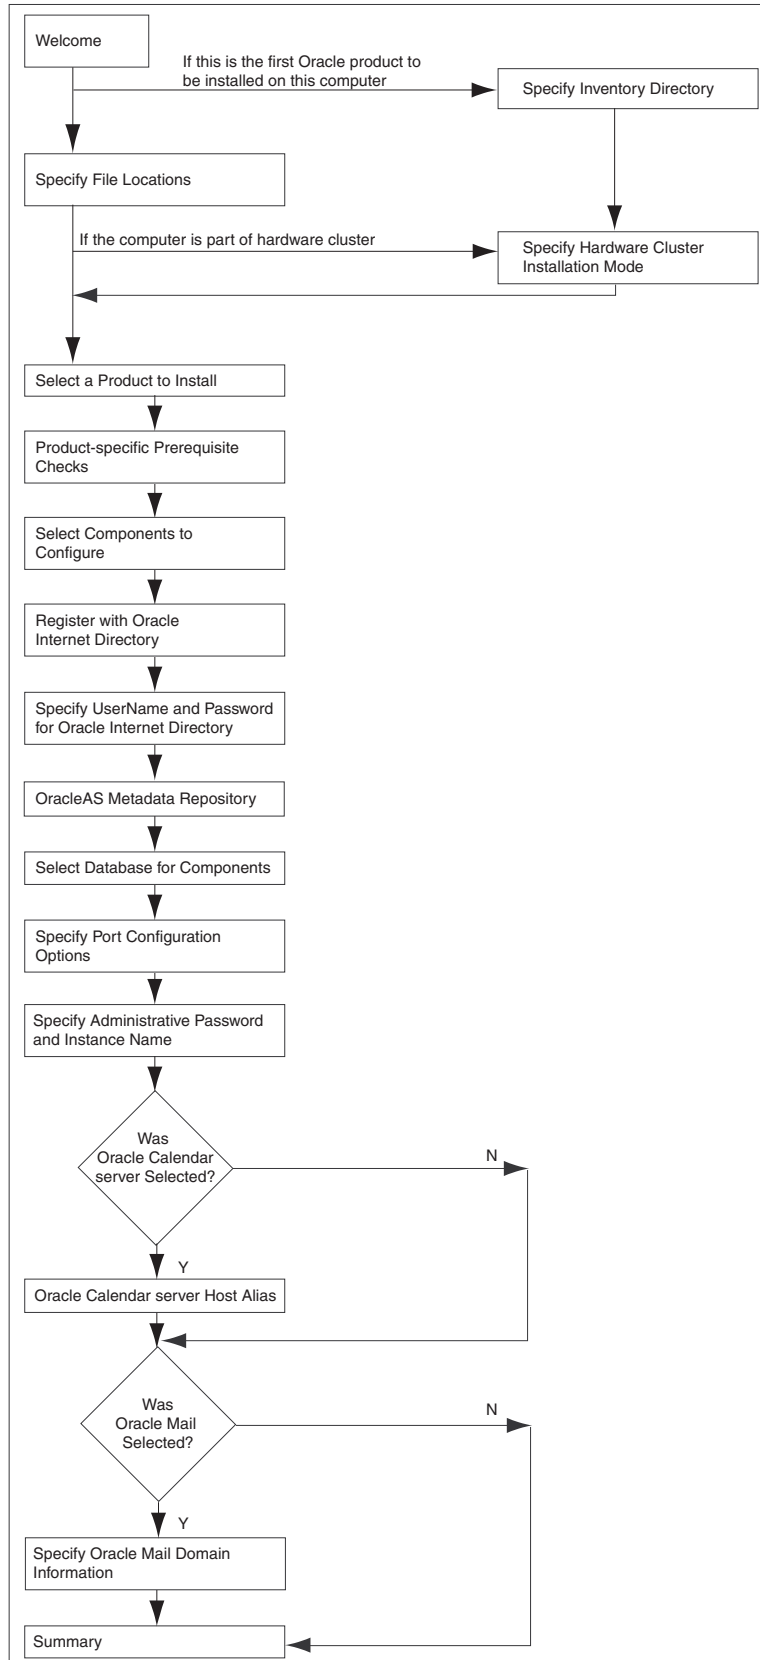 Welcome
If this is the first Oracle product to
be installed on this computer
Specify Inventory Directory
Specify File Locations
If the computer is part of hardware cluster
Specify Hardware Cluster
Installation Mode
Select a Product to Install
Product-specific Prerequisite
Checks
Select Components to
Configure
Register with Oracle
Internet Directory
Specify UserName and Password
for Oracle Internet Directory
OracleAS Metadata Repository
Select Database for Components
Specify Port Configuration
Options
Specify Administrative Password
and Instance Name
Was
Oracle Calendar
server Selected?
N
Y
Oracle Calendar server Host Alias
Was
Oracle Mail
Selected?
N
Y
Specify Oracle Mail Domain
Information
Summary